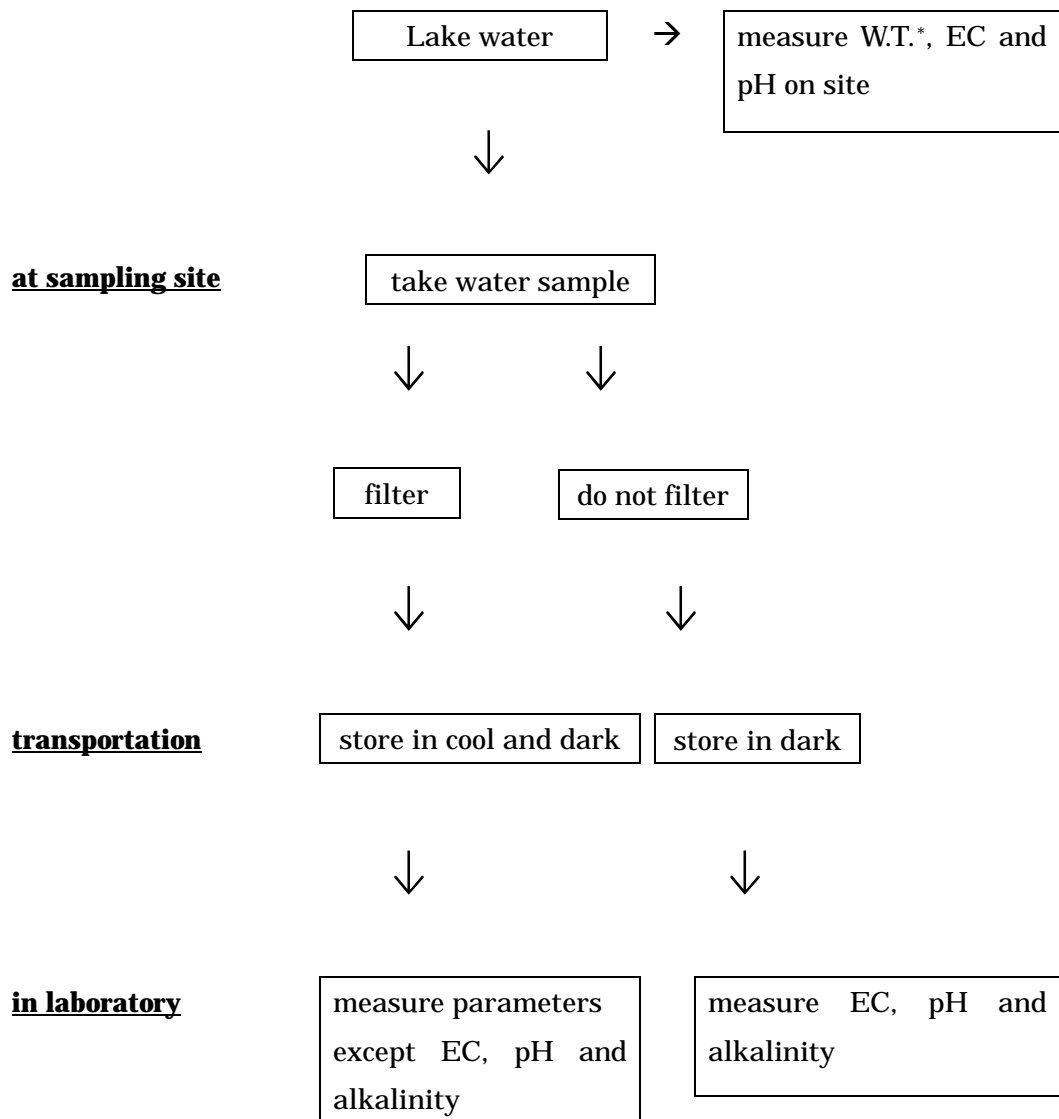 Lake water → measure W.T.*, EC and
pH on site
↓
at sampling site take water sample
↓ ↓
filter do not filter
↓ ↓
transportation store in cool and dark store in dark
↓ ↓
in laboratory
measure parameters
except EC, pH and
alkalinity
measure EC, pH and
alkalinity